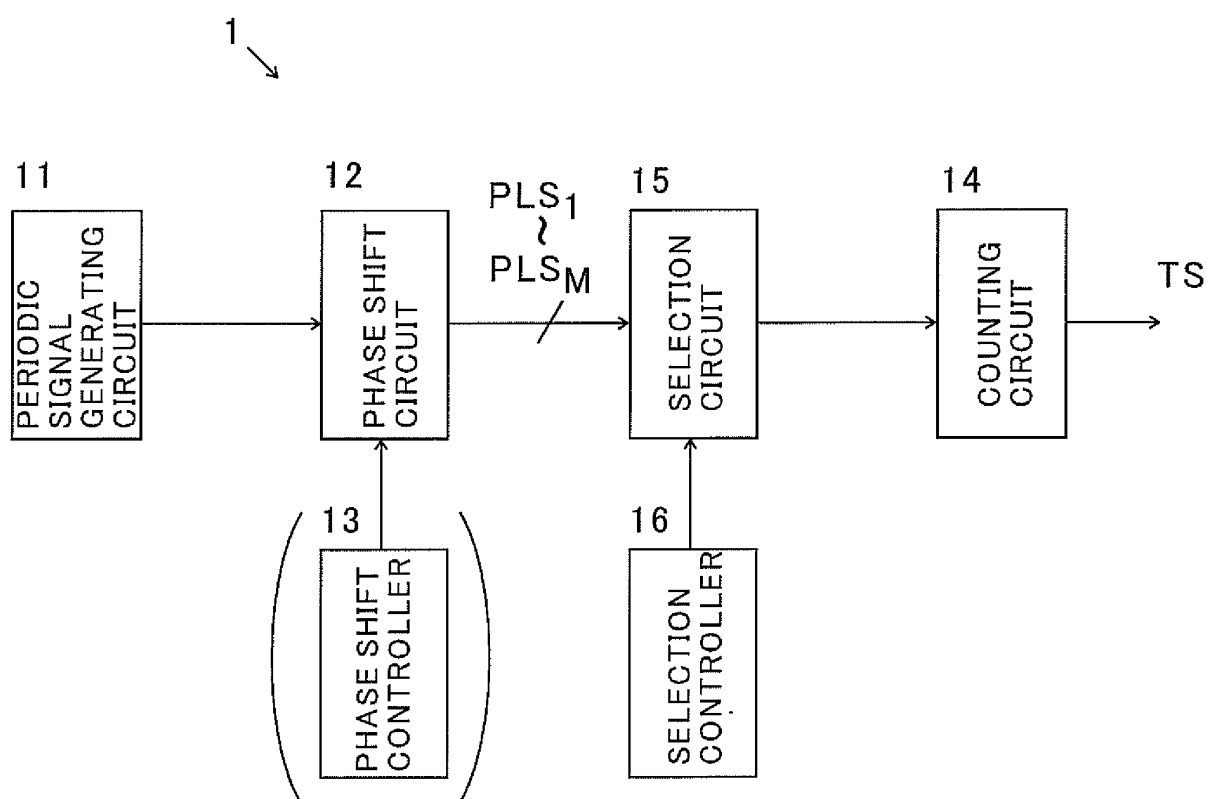 1
11
PERIODIC
SIGNAL
GENERATING
CIRCUIT
12
PHASE SHIFT
CIRCUIT
PLS1
~
PLSM
15
SELECTION
CIRCUIT
14
COUNTING
CIRCUIT
TS
13
PHASE SHIFT
CONTROLLER
16
SELECTION
CONTROLLER